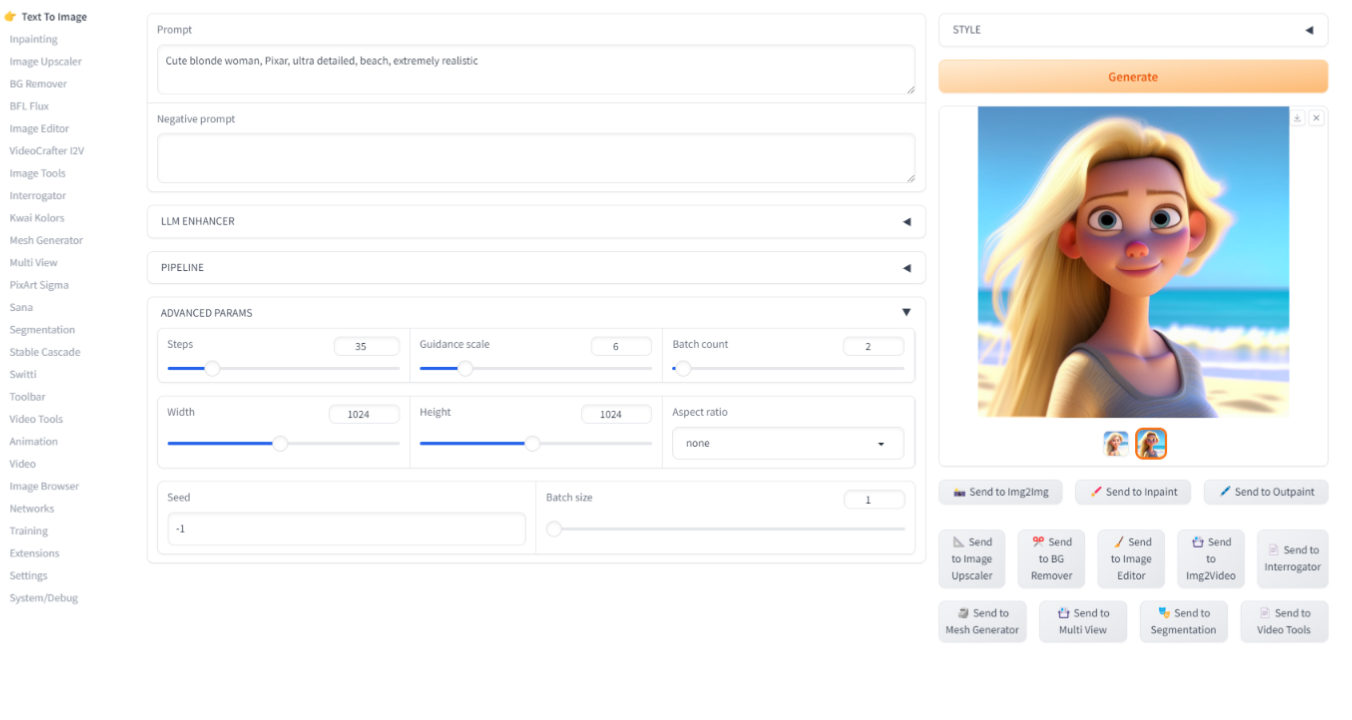 👉 Text To Image
Inpainting
Image Upscaler
BG Remover
BFL Flux
Image Editor
VideoCrafter I2V
Image Tools
Interrogator
Kwai Kolors
Mesh Generator
Multi View
PixArt Sigma
Sana
Segmentation
Stable Cascade
Switti
Toolbar
Video Tools
Animation
Video
Image Browser
Networks
Training
Extensions
Settings
System/Debug
Prompt
Cute blonde woman, Pixar, ultra detailed, beach, extremely realistic
Negative prompt
LLM ENHANCER
PIPELINE
ADVANCED PARAMS
Steps 35
Guidance scale 6
Batch count 2
Width 1024
Height 1024
Aspect ratio
none
Seed
-1
Batch size 1
STYLE
Generate
Send to Img2Img
Send to Inpaint
Send to Outpaint
Send
to Image
Upscaler
Send
to BG
Remover
Send
to Image
Editor
Send
to
Img2Video
Send to
Interrogator
Send to
Mesh Generator
Send to
Multi View
Send to
Segmentation
Send to
Video Tools